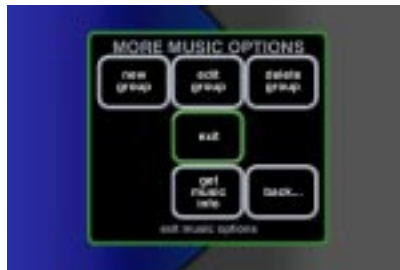 MORE MUSIC OPTIONS
new group
edit group
delete group
exit
get music info
back...
exit music options